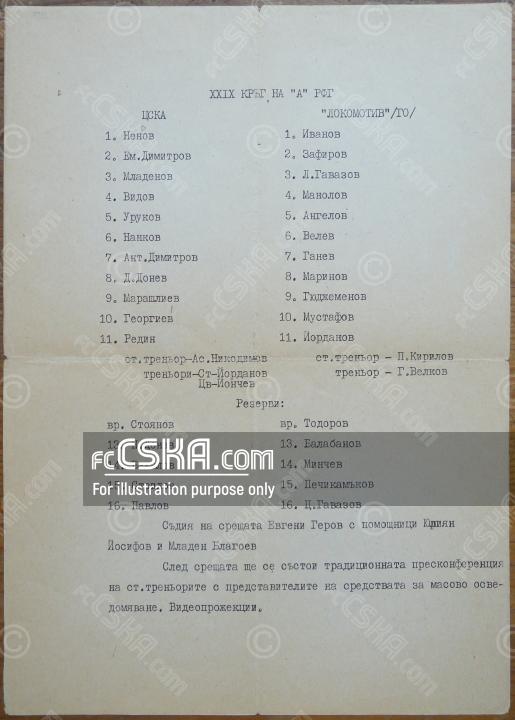 XXIX КРЪГ НА "А" РФГ
ЦСКА "ЛОКОМОТИВ"/ГО/
1. Ненов 1. Иванов
2. Ем.Димитров 2. Зафиров
3. Младенов 3. Л.Гавазов
4. Видов 4. Манолов
5. Уруков 5. Ангелов
6. Нанков 6. Велев
7. Ант.Димитров 7. Ганев
8. Д.Донев 8. Маринов
9. Марашлиев 9. Гюджеменов
10. Георгиев 10. Мустафов
11. Редин 11. Йорданов
ст.треньор-Ас.Никодимов ст.треньор - П.Кирилов
треньори-Ст-Йорданов треньор - Г.Велков
Цв-Йончев
Резерви:
вр. Стоянов вр. Тодоров
13. 13. Балабанов
14. Минчев
15. 15. Печикамъков
16. Павлов 16. Ц.Гавазов
fcCSKA.com
For illustration purpose only
Съдия на срещата Евгени Геров с помощници Юлиян
Йосифов и Младен Благоев
След срещата ще се състои традиционната пресконференция
на ст.треньорите с представителите на средствата за масово осве-
домяване. Видеопрожекции.